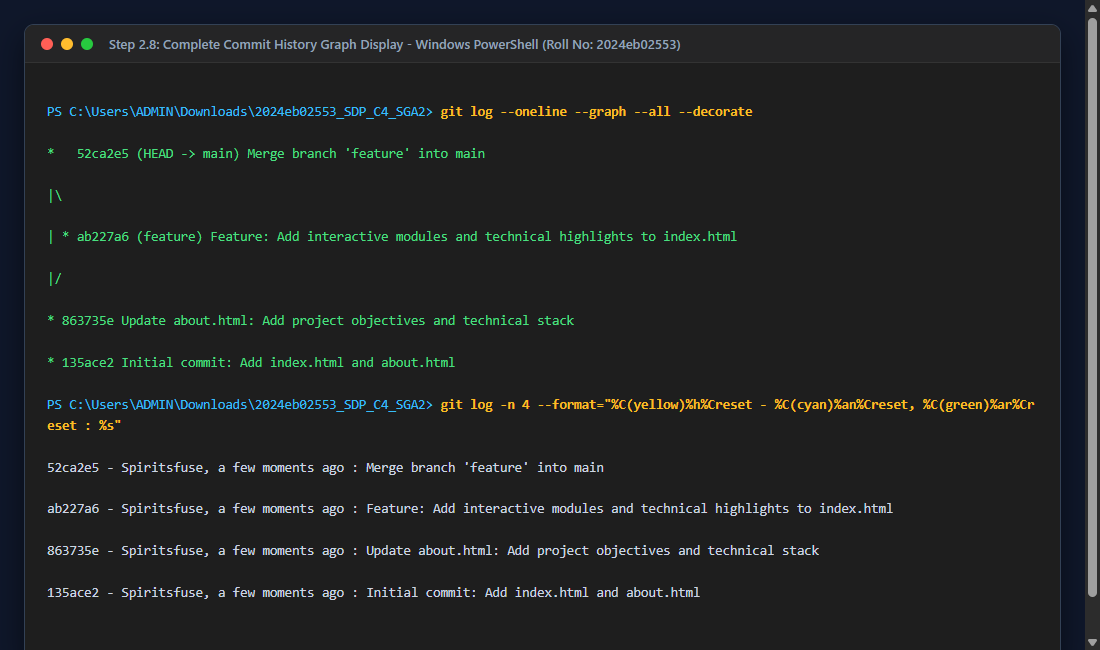 Step 2.8: Complete Commit History Graph Display - Windows PowerShell (Roll No: 2024eb02553)
PS C:\Users\ADMIN\Downloads\2024eb02553_SDP_C4_SGA2> git log --oneline --graph --all --decorate
*   52ca2e5 (HEAD -> main) Merge branch 'feature' into main
|\
| * ab227a6 (feature) Feature: Add interactive modules and technical highlights to index.html
|/
* 863735e Update about.html: Add project objectives and technical stack
* 135ace2 Initial commit: Add index.html and about.html
PS C:\Users\ADMIN\Downloads\2024eb02553_SDP_C4_SGA2> git log -n 4 --format="%C(yellow)%h%Creset - %C(cyan)%an%Creset, %C(green)%ar%Cr
eset : %s"
52ca2e5 - Spiritsfuse, a few moments ago : Merge branch 'feature' into main
ab227a6 - Spiritsfuse, a few moments ago : Feature: Add interactive modules and technical highlights to index.html
863735e - Spiritsfuse, a few moments ago : Update about.html: Add project objectives and technical stack
135ace2 - Spiritsfuse, a few moments ago : Initial commit: Add index.html and about.html